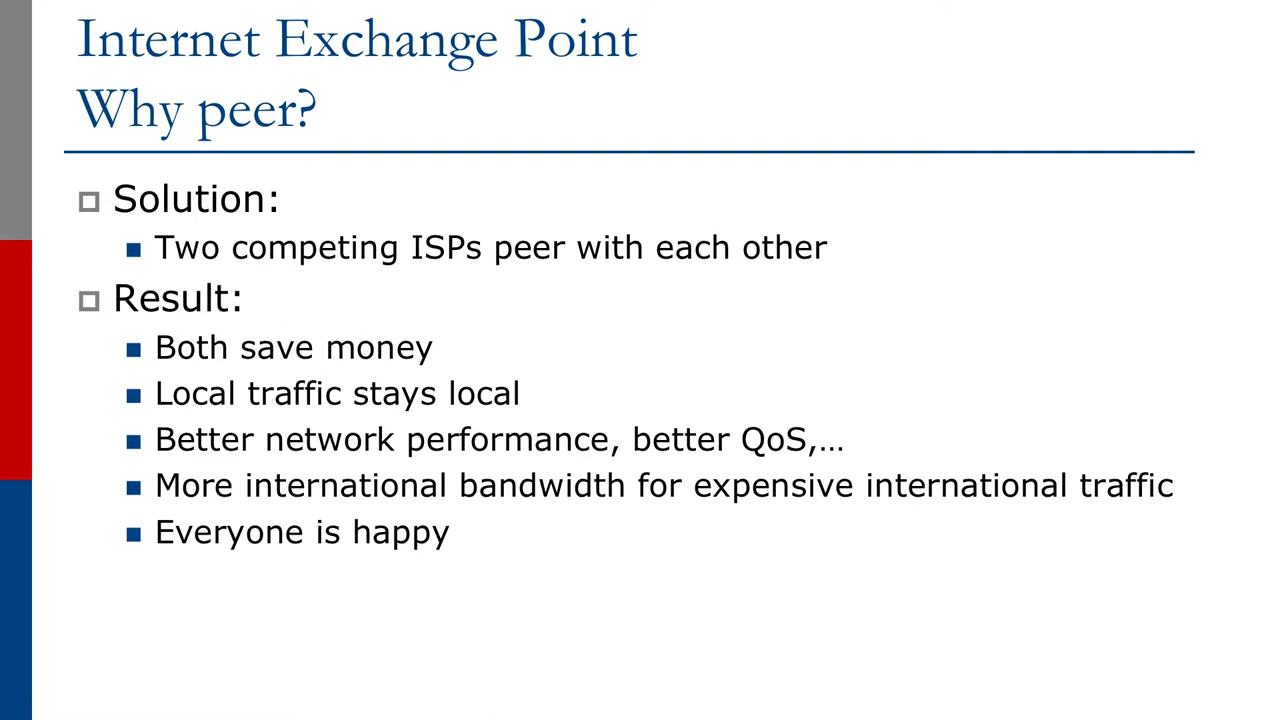 Internet Exchange Point
Why peer?
Solution:
Two competing ISPs peer with each other
Result:
Both save money
Local traffic stays local
Better network performance, better QoS,…
More international bandwidth for expensive international traffic
Everyone is happy